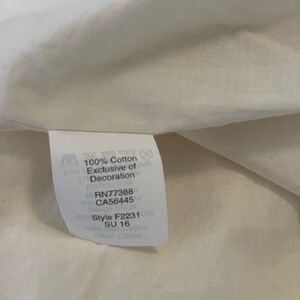 100% Cotton
Exclusive of
Decoration
RN77388
CA56445
Style F2231
SU 16